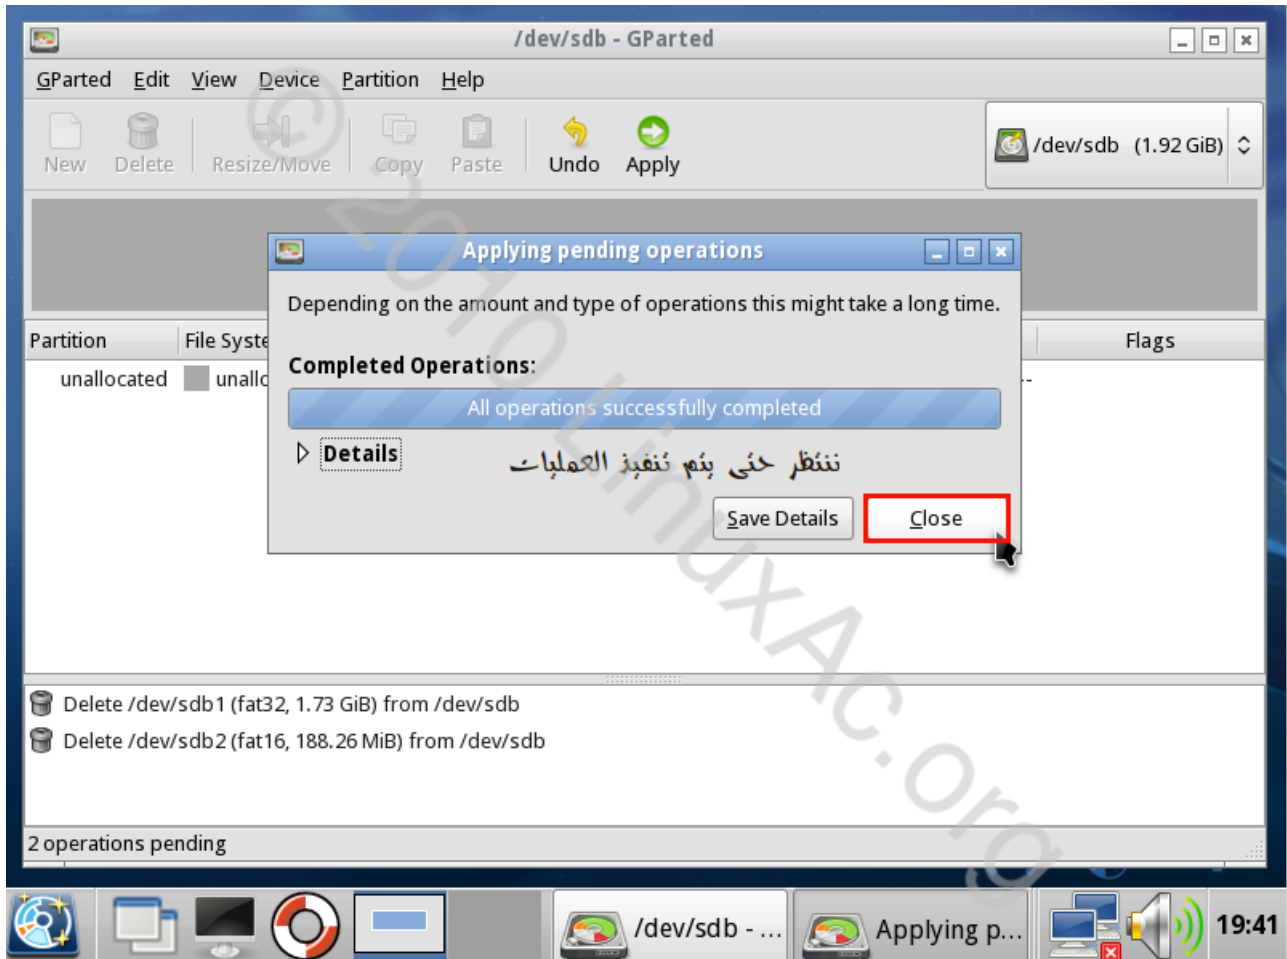 /dev/sdb - GParted
GParted Edit View Device Partition Help
New Delete Resize/Move Copy Paste Undo Apply /dev/sdb (1.92 GiB)
Applying pending operations
Depending on the amount and type of operations this might take a long time.
Partition File Syste Flags
Completed Operations:
unallocated unallo --
All operations successfully completed
Details
ننتظر حتى يتم تنفيذ العمليات
Save Details Close
Delete /dev/sdb1 (fat32, 1.73 GiB) from /dev/sdb
Delete /dev/sdb2 (fat16, 188.26 MiB) from /dev/sdb
2 operations pending
/dev/sdb - ... Applying p... 19:41
© 2010 LinuxAc.org